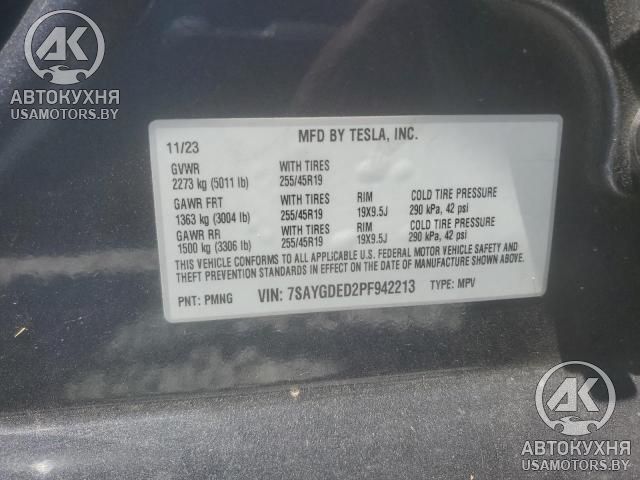 AK
АВТОКУХНЯ
USAMOTORS.BY
MFD BY TESLA, INC.
11/23
GVWR WITH TIRES
2273 kg (5011 lb) 255/45R19
GAWR FRT WITH TIRES RIM COLD TIRE PRESSURE
1363 kg (3004 lb) 255/45R19 19X9.5J 290 kPa, 42 psi
GAWR RR WITH TIRES RIM COLD TIRE PRESSURE
1500 kg (3306 lb) 255/45R19 19X9.5J 290 kPa, 42 psi
THIS VEHICLE CONFORMS TO ALL APPLICABLE U.S. FEDERAL MOTOR VEHICLE SAFETY AND
THEFT PREVENTION STANDARDS IN EFFECT ON THE DATE OF MANUFACTURE SHOWN ABOVE.
PNT: PMNG VIN: 7SAYGDED2PF942213 TYPE: MPV
AK
АВТОКУХНЯ
USAMOTORS.BY